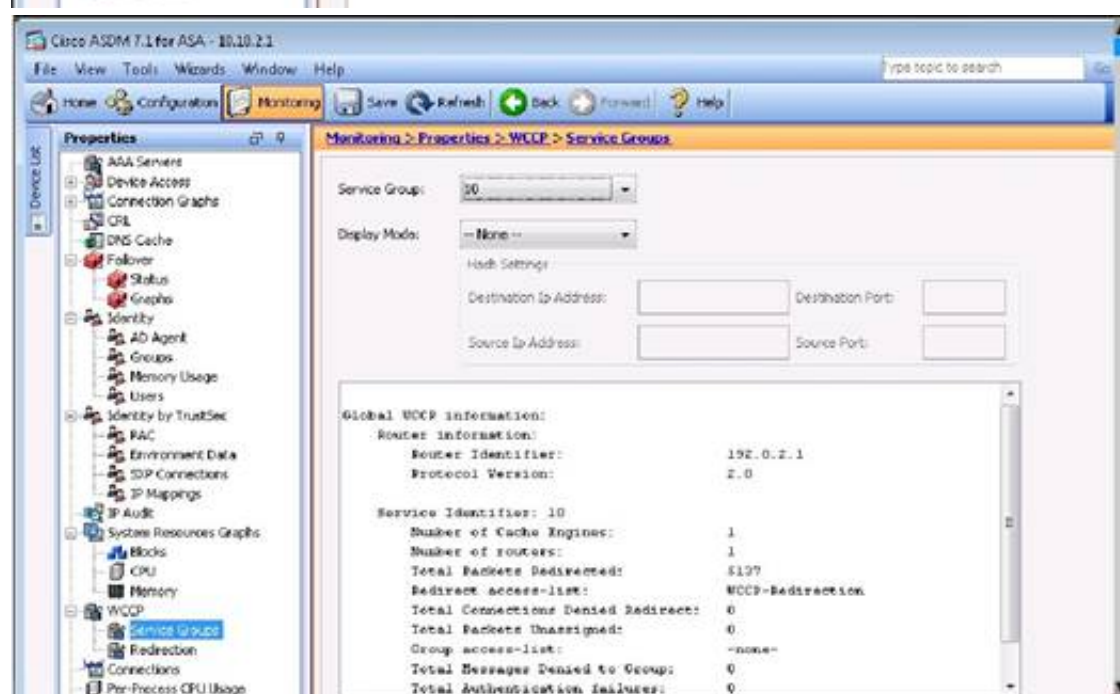 Cisco ASDM 7.1 for ASA - 10.10.2.1
File View Tools Wizards Window Help
Type topic to search
Go
Home Configuration Monitoring Save Refresh Back Forward Help
Device List
Properties
AAA Servers
Device Access
Connection Graphs
CRL
DNS Cache
Failover
Status
Graphs
Identity
AD Agent
Groups
Memory Usage
Users
Identity by TrustSec
PAC
Environment Data
SXP Connections
IP Mappings
IP Audit
System Resources Graphs
Blocks
CPU
Memory
WCCP
Service Groups
Redirection
Connections
Per-Process CPU Usage
Monitoring > Properties > WCCP > Service Groups
Service Group: 10
Display Mode: -- None --
Hash Settings
Destination Ip Address: Destination Port:
Source Ip Address: Source Port:
Global WCCP information:
Router information:
Router Identifier: 192.0.2.1
Protocol Version: 2.0
Service Identifier: 10
Number of Cache Engines: 1
Number of routers: 1
Total Packets Redirected: 5137
Redirect access-list: WCCP-Redirection
Total Connections Denied Redirect: 0
Total Packets Unassigned: 0
Group access-list: -none-
Total Messages Denied to Group: 0
Total Authentication failures: 0